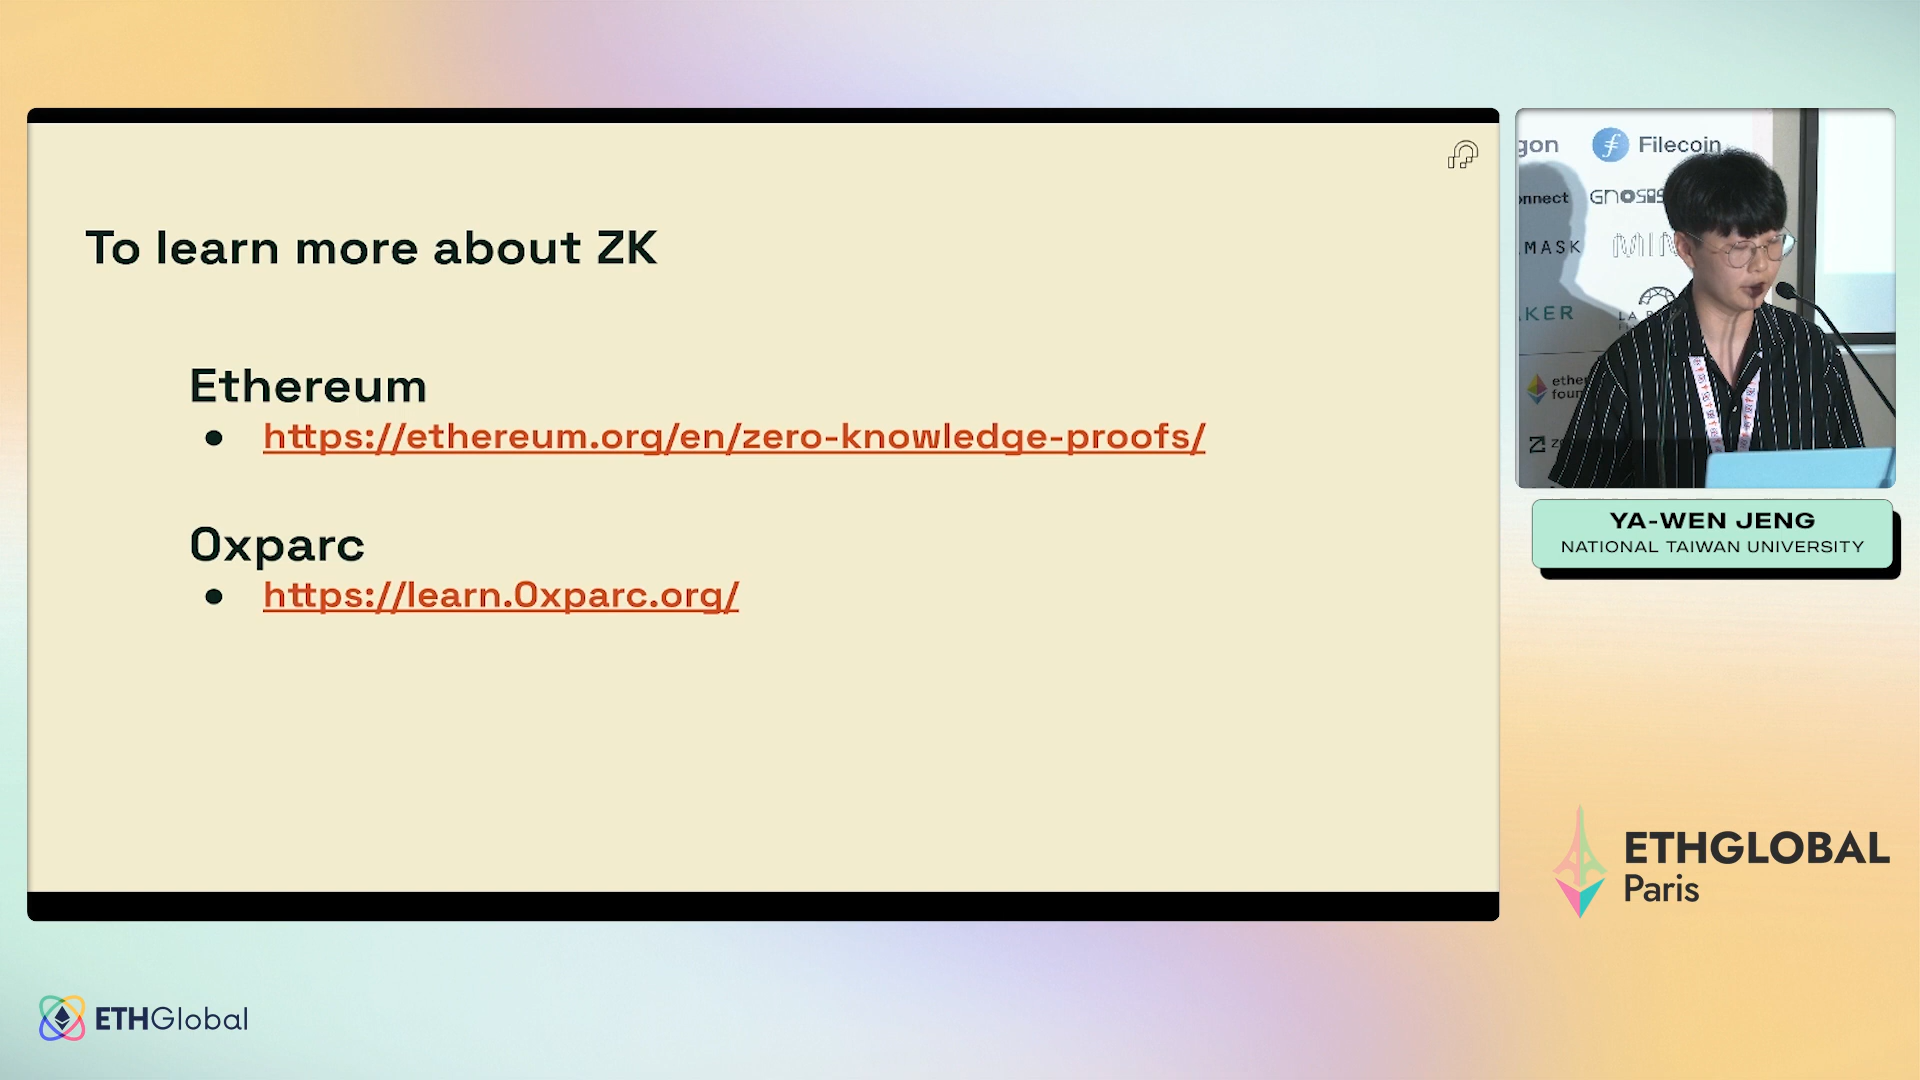 To learn more about ZK
Ethereum
● https://ethereum.org/en/zero-knowledge-proofs/
0xparc
● https://learn.0xparc.org/
Filecoin
GNOSIS
YA-WEN JENG
NATIONAL TAIWAN UNIVERSITY
ETHGLOBAL
Paris
ETHGlobal